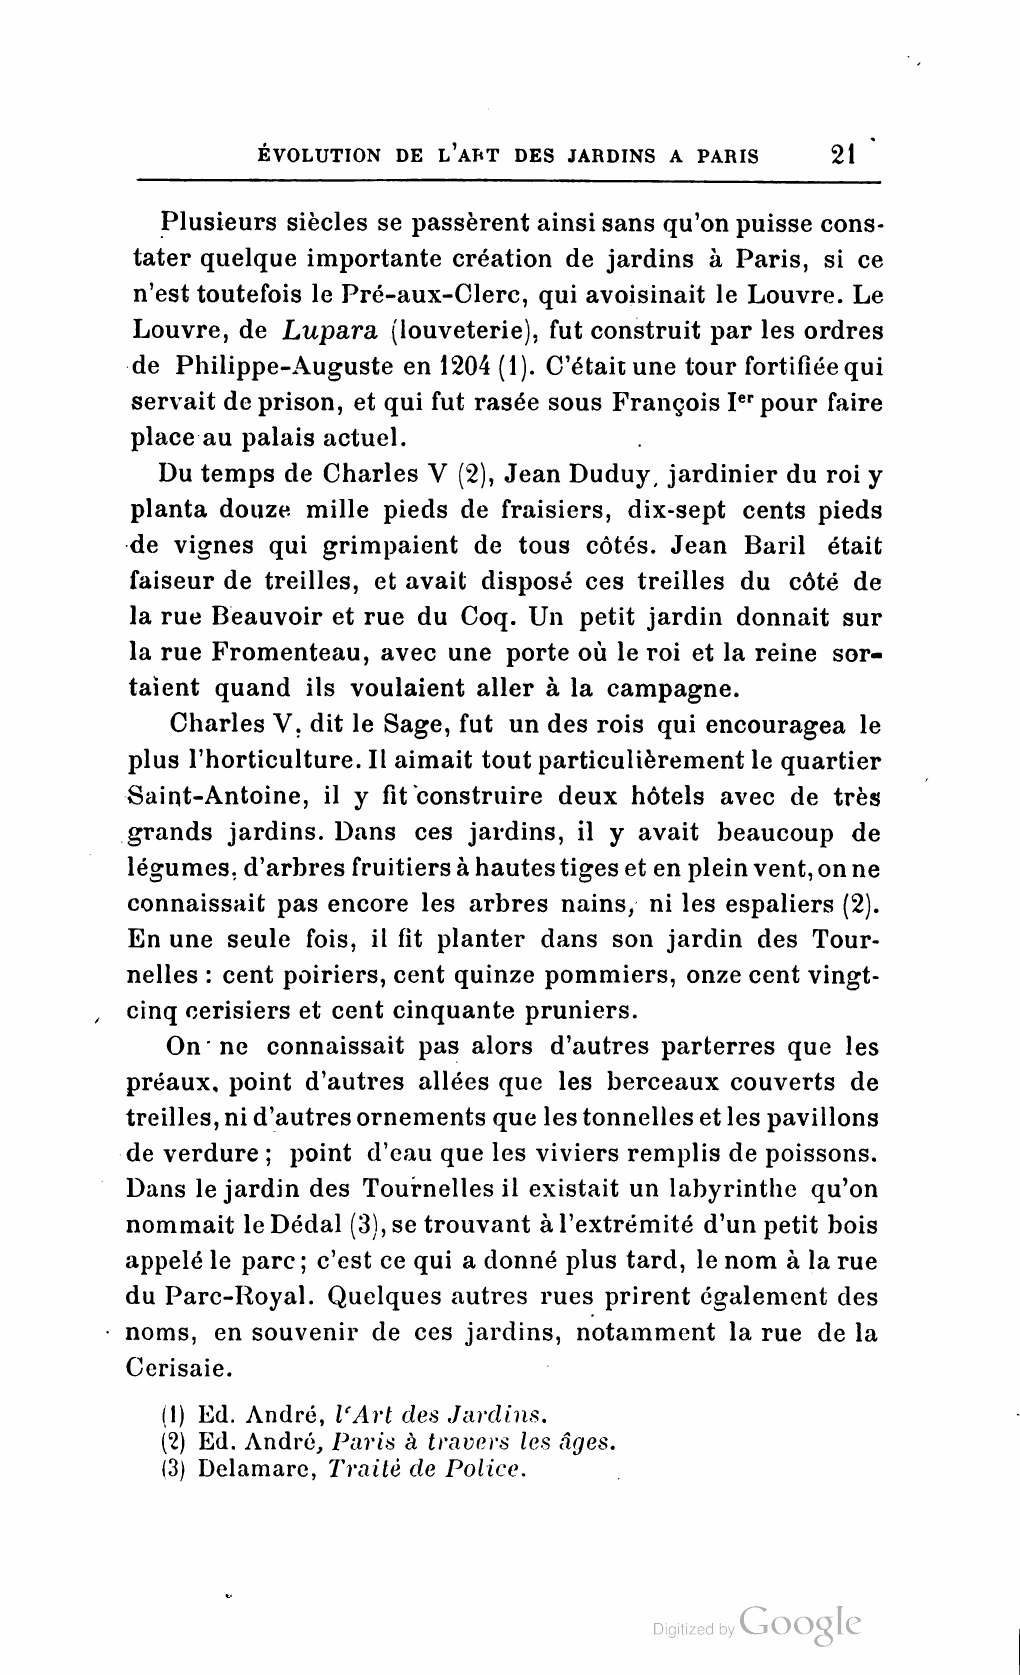 ÉVOLUTION DE L'ART DES JARDINS A PARIS 21
Plusieurs siècles se passèrent ainsi sans qu'on puisse cons-
tater quelque importante création de jardins à Paris, si ce
n'est toutefois le Pré-aux-Clerc, qui avoisinait le Louvre. Le
Louvre, de Lupara (louveterie), fut construit par les ordres
de Philippe-Auguste en 1204 (1). C'était une tour fortifiée qui
servait de prison, et qui fut rasée sous François Ier pour faire
place au palais actuel.
Du temps de Charles V (2), Jean Duduy, jardinier du roi y
planta douze mille pieds de fraisiers, dix-sept cents pieds
de vignes qui grimpaient de tous côtés. Jean Baril était
faiseur de treilles, et avait disposé ces treilles du côté de
la rue Beauvoir et rue du Coq. Un petit jardin donnait sur
la rue Fromenteau, avec une porte où le roi et la reine sor-
taient quand ils voulaient aller à la campagne.
Charles V, dit le Sage, fut un des rois qui encouragea le
plus l'horticulture. Il aimait tout particulièrement le quartier
Saint-Antoine, il y fit construire deux hôtels avec de très
grands jardins. Dans ces jardins, il y avait beaucoup de
légumes, d'arbres fruitiers à hautes tiges et en plein vent, on ne
connaissait pas encore les arbres nains, ni les espaliers (2).
En une seule fois, il fit planter dans son jardin des Tour-
nelles : cent poiriers, cent quinze pommiers, onze cent vingt-
cinq cerisiers et cent cinquante pruniers.
On ne connaissait pas alors d'autres parterres que les
préaux, point d'autres allées que les berceaux couverts de
treilles, ni d'autres ornements que les tonnelles et les pavillons
de verdure ; point d'eau que les viviers remplis de poissons.
Dans le jardin des Tournelles il existait un labyrinthe qu'on
nommait le Dédal (3), se trouvant à l'extrémité d'un petit bois
appelé le parc ; c'est ce qui a donné plus tard, le nom à la rue
du Parc-Royal. Quelques autres rues prirent également des
noms, en souvenir de ces jardins, notamment la rue de la
Cerisaie.
(1) Ed. André, l'Art des Jardins.
(2) Ed. André, Paris à travers les âges.
(3) Delamare, Traité de Police.
Digitized by Google